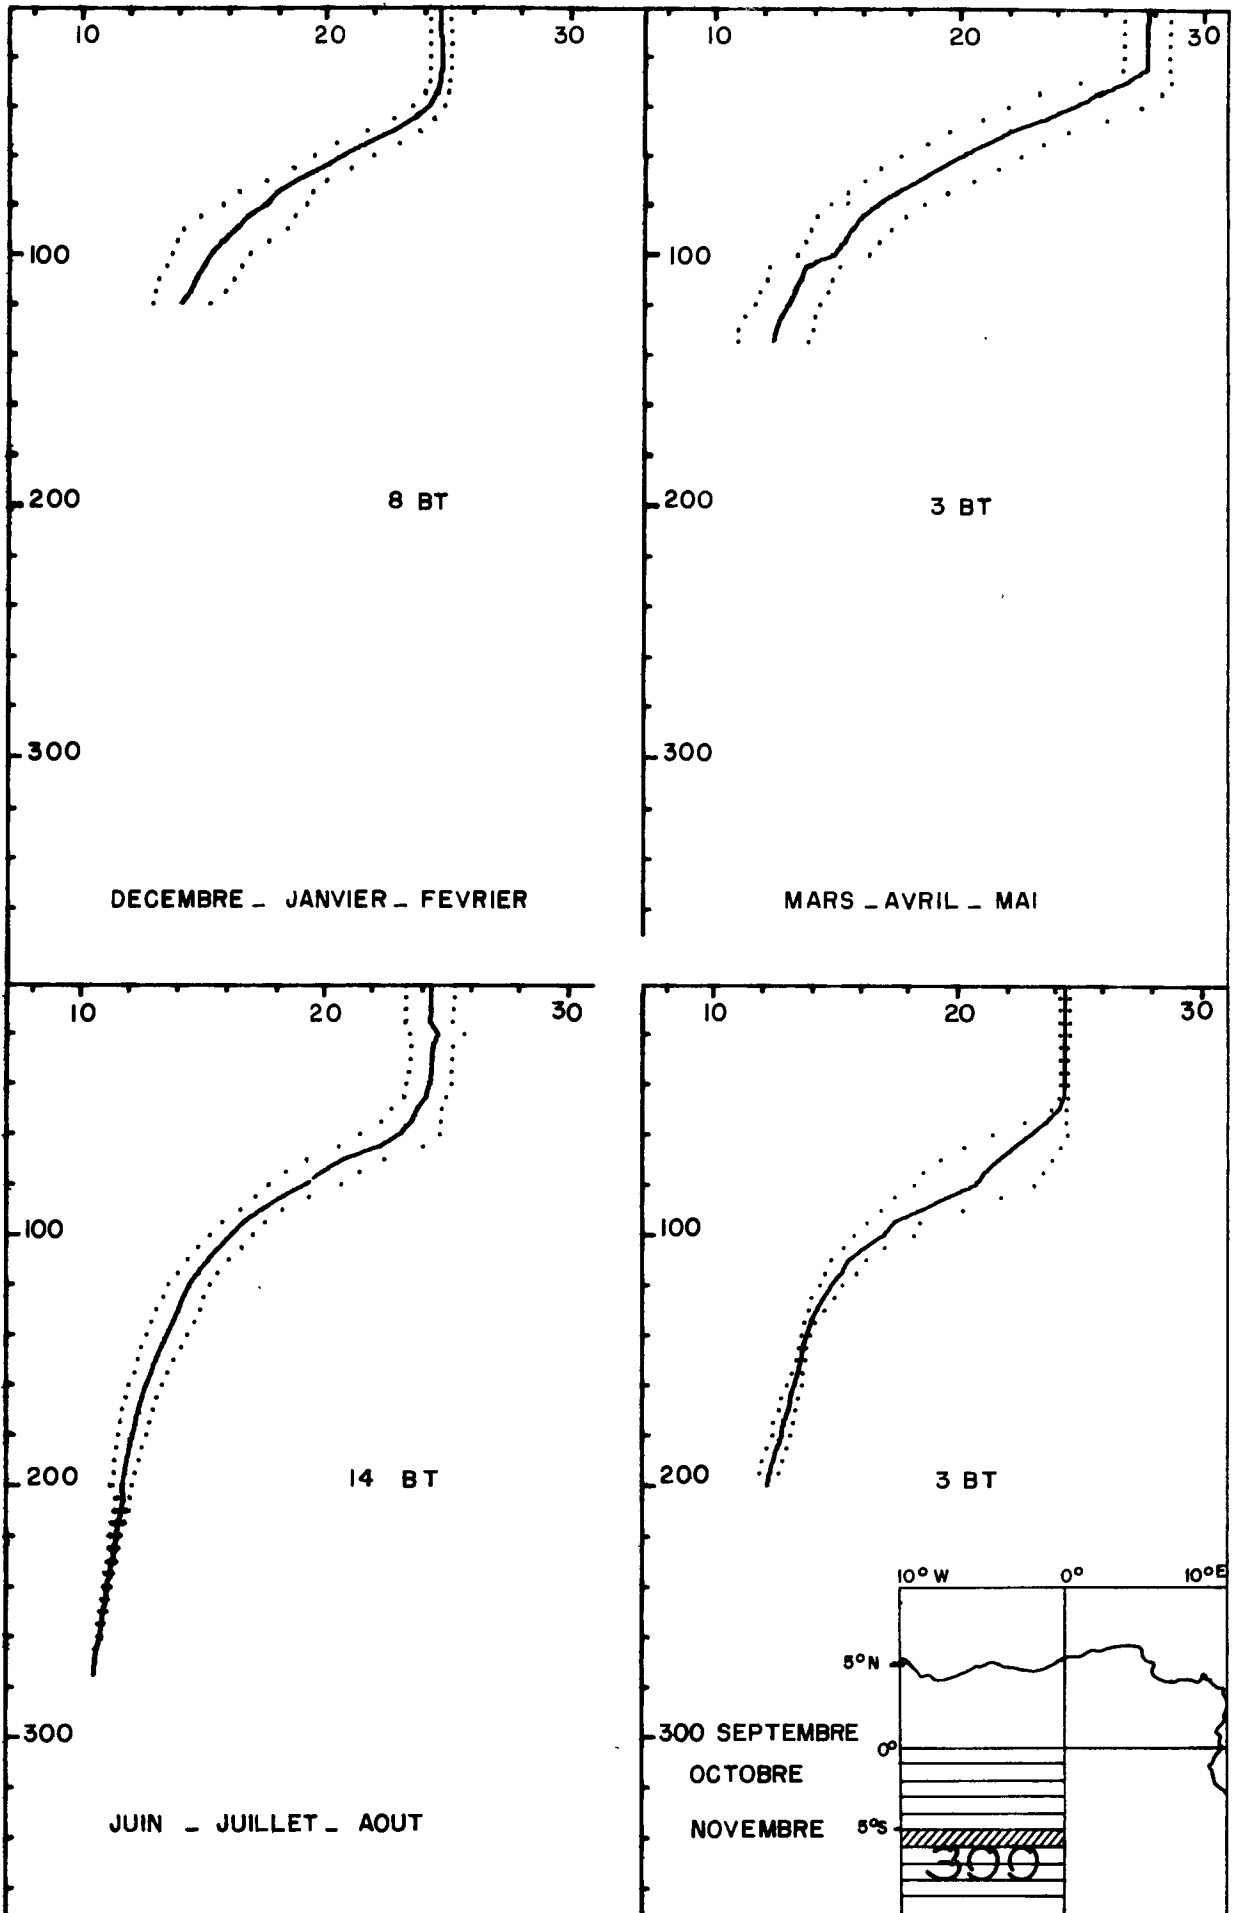 10 20 30
100
200
8 BT
300
DECEMBRE _ JANVIER _ FEVRIER
10 20 30
100
200
3 BT
300
MARS _ AVRIL _ MAI
10 20 30
100
200
14 BT
300
JUIN _ JUILLET _ AOUT
10 20 30
100
200
3 BT
300 SEPTEMBRE
OCTOBRE
NOVEMBRE
10° W 0° 10° E
5° N
0°
5° S
399